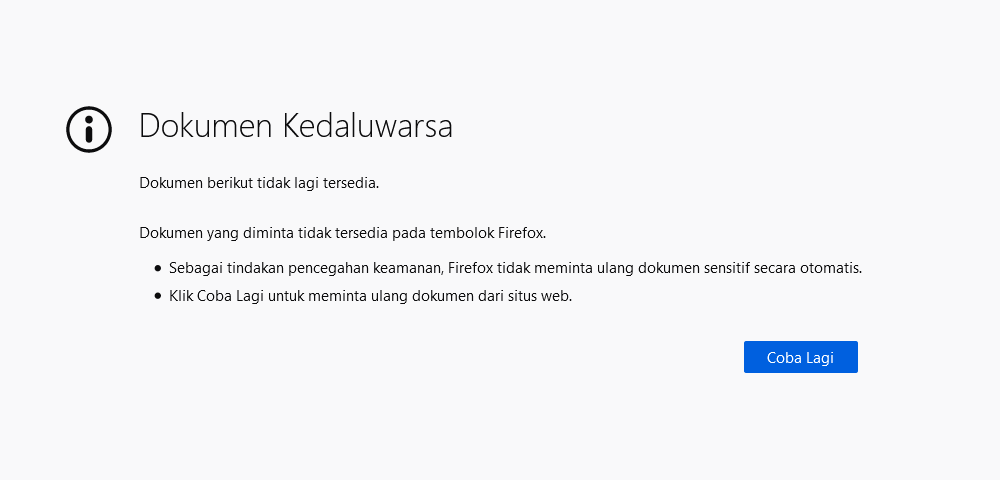 Dokumen Kedaluwarsa
Dokumen berikut tidak lagi tersedia.
Dokumen yang diminta tidak tersedia pada tembolok Firefox.
• Sebagai tindakan pencegahan keamanan, Firefox tidak meminta ulang dokumen sensitif secara otomatis.
• Klik Coba Lagi untuk meminta ulang dokumen dari situs web.
Coba Lagi